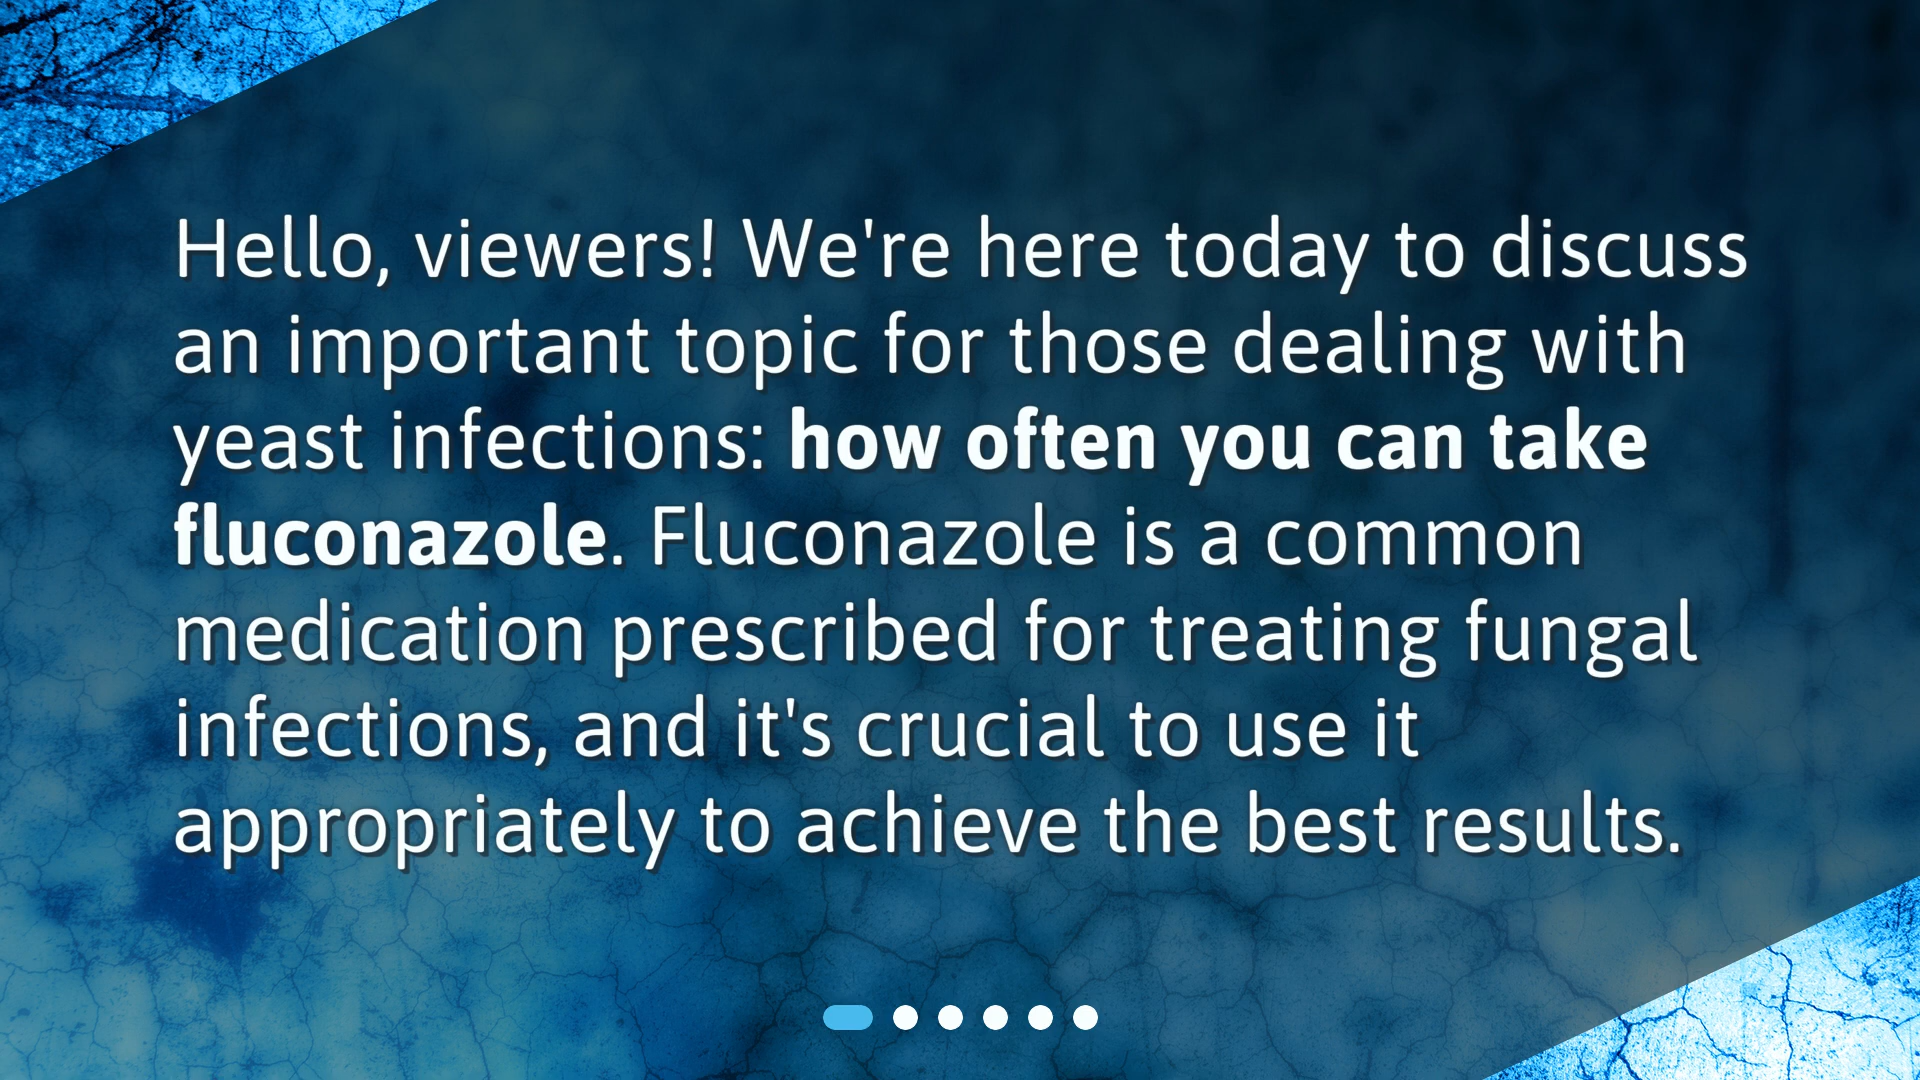 Hello, viewers! We're here today to discuss
an important topic for those dealing with
yeast infections: how often you can take
fluconazole. Fluconazole is a common
medication prescribed for treating fungal
infections, and it's crucial to use it
appropriately to achieve the best results.